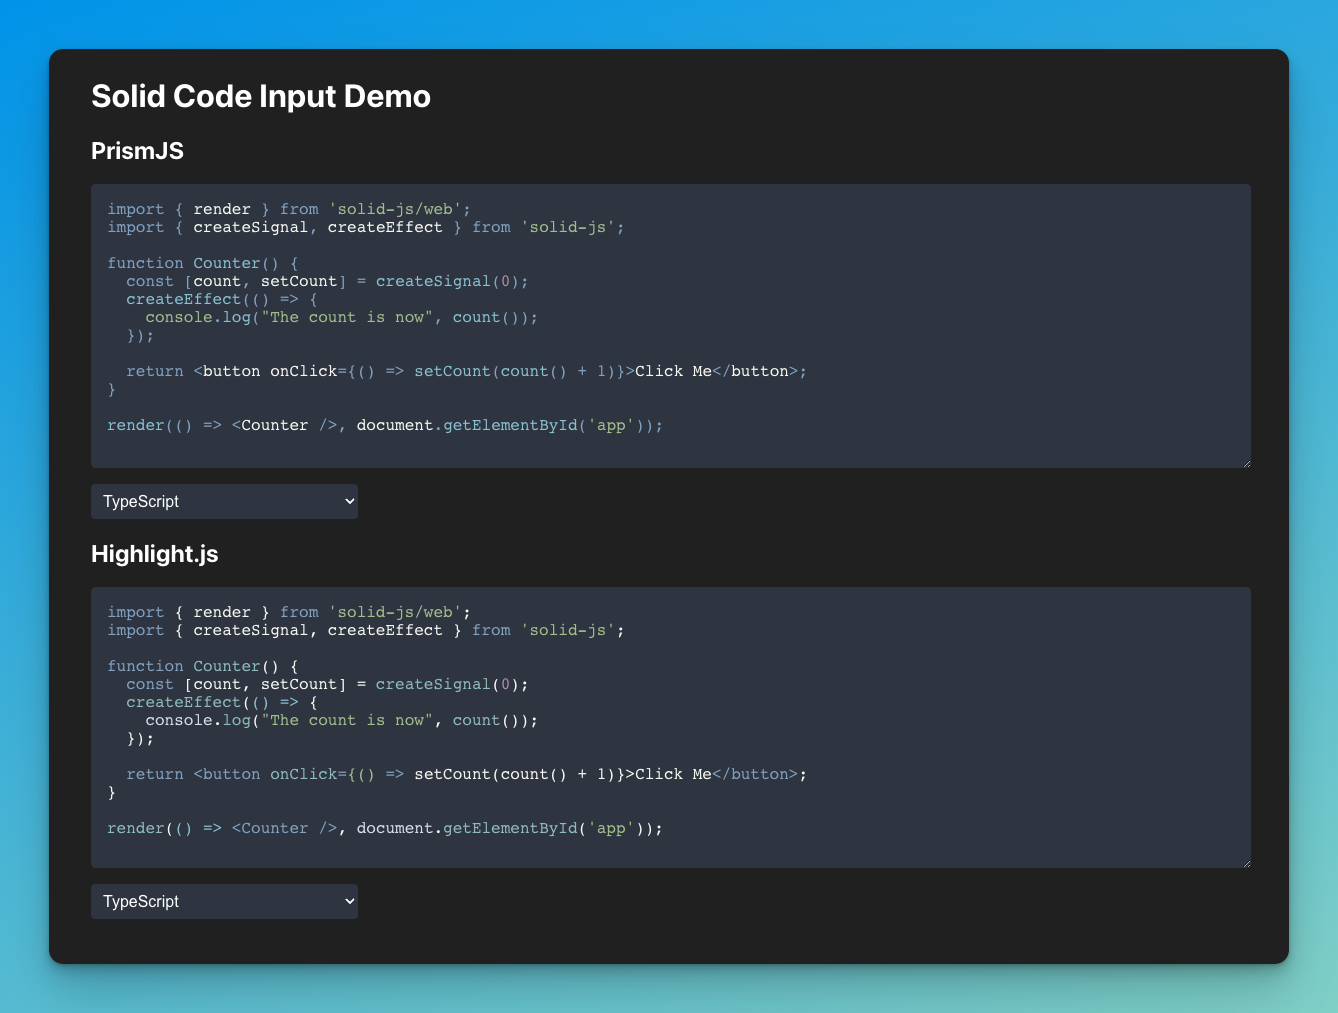 Solid Code Input Demo
PrismJS
import { render } from 'solid-js/web';
import { createSignal, createEffect } from 'solid-js';
function Counter() {
  const [count, setCount] = createSignal(0);
  createEffect(() => {
    console.log("The count is now", count());
  });
  return <button onClick={() => setCount(count() + 1)}>Click Me</button>;
}
render(() => <Counter />, document.getElementById('app'));
TypeScript
Highlight.js
import { render } from 'solid-js/web';
import { createSignal, createEffect } from 'solid-js';
function Counter() {
  const [count, setCount] = createSignal(0);
  createEffect(() => {
    console.log("The count is now", count());
  });
  return <button onClick={() => setCount(count() + 1)}>Click Me</button>;
}
render(() => <Counter />, document.getElementById('app'));
TypeScript